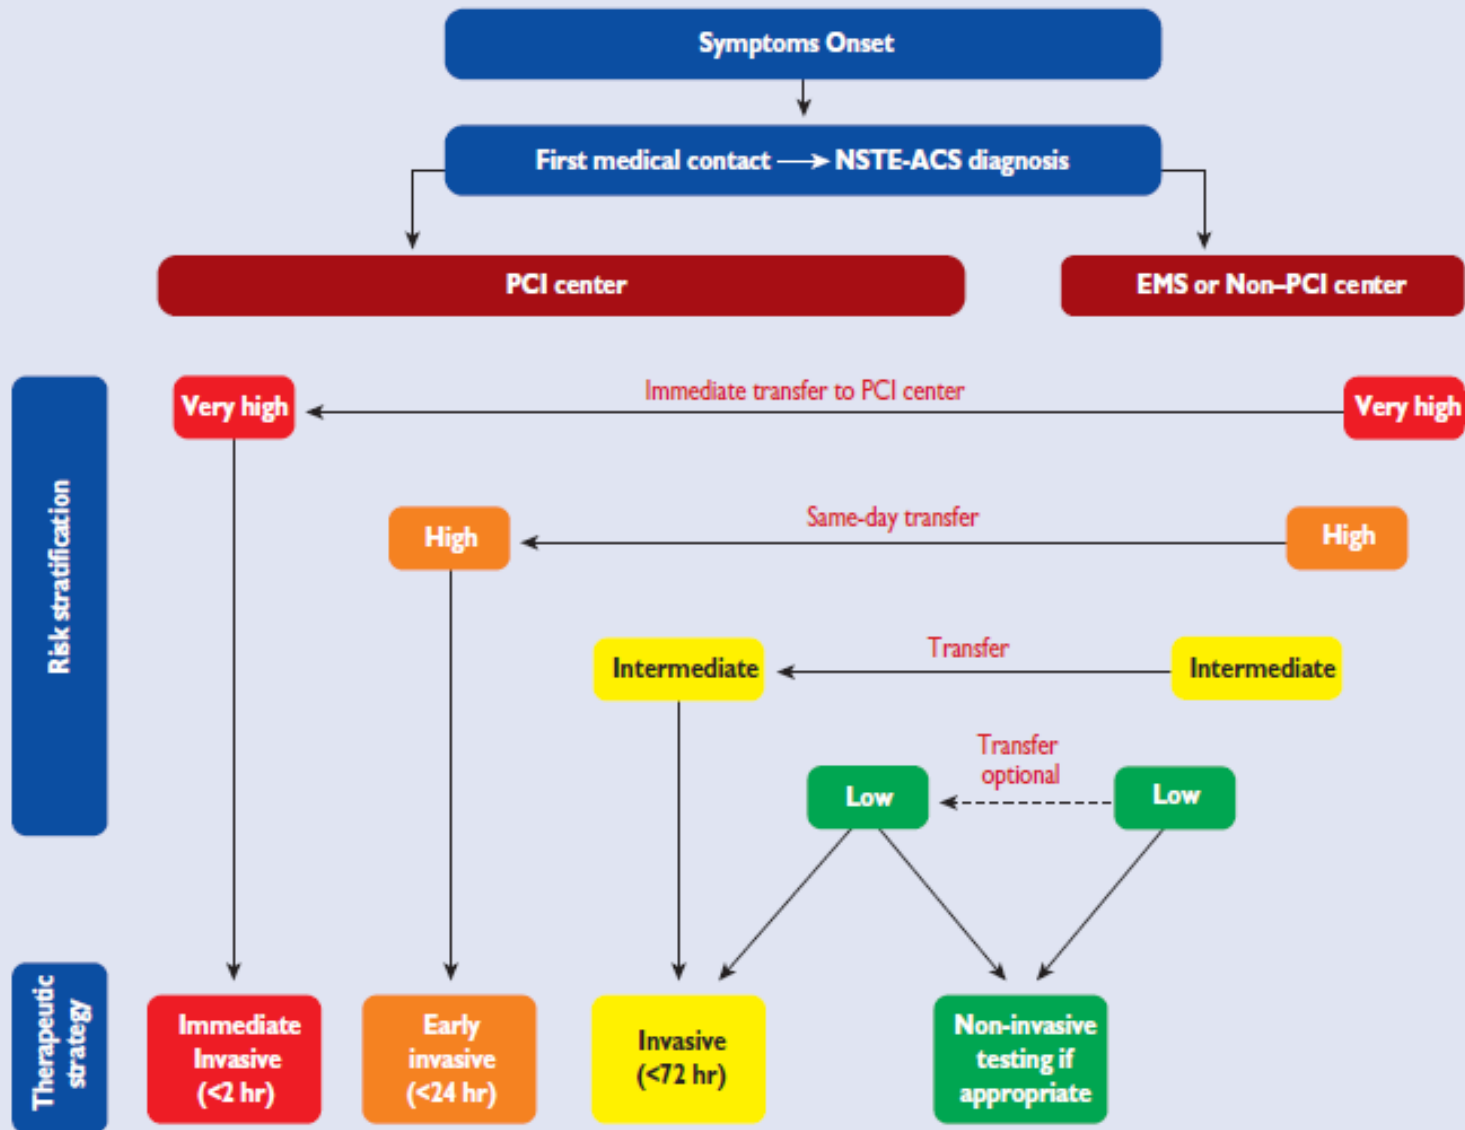 Symptoms Onset
First medical contact → NSTE-ACS diagnosis
PCI center
EMS or Non–PCI center
Risk stratification
Very high
Immediate transfer to PCI center
Very high
High
Same-day transfer
High
Intermediate
Transfer
Intermediate
Low
Transfer
optional
Low
Therapeutic
strategy
Immediate
Invasive
(<2 hr)
Early
invasive
(<24 hr)
Invasive
(<72 hr)
Non-invasive
testing if
appropriate